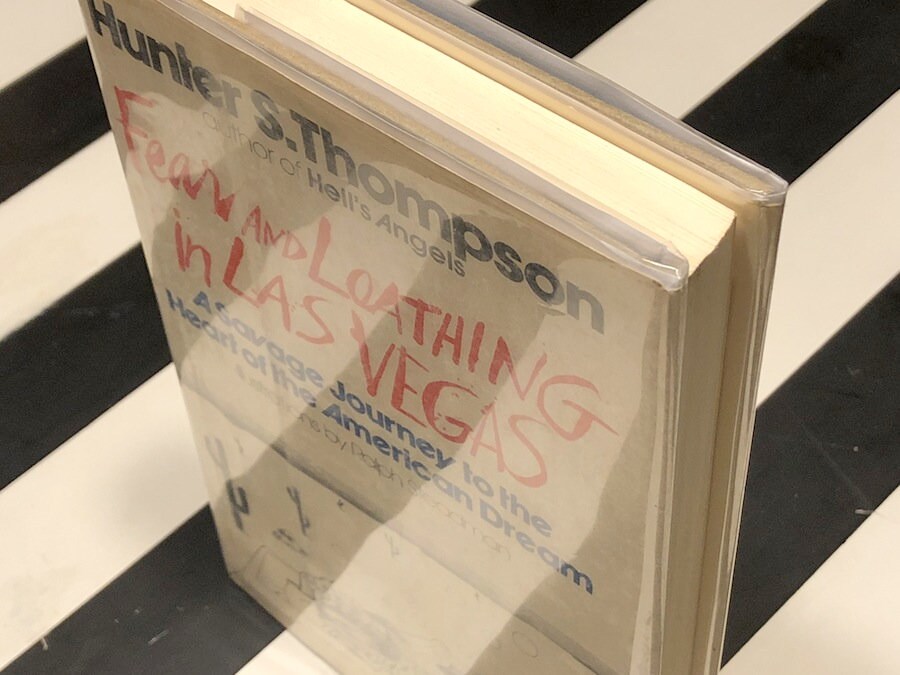 Hunter S. Thompson
author of Hell's Angels
Fear AND LOATHING
in LAS VEGAS
A Savage Journey to the
Heart of the American Dream
by Ralph Steadman